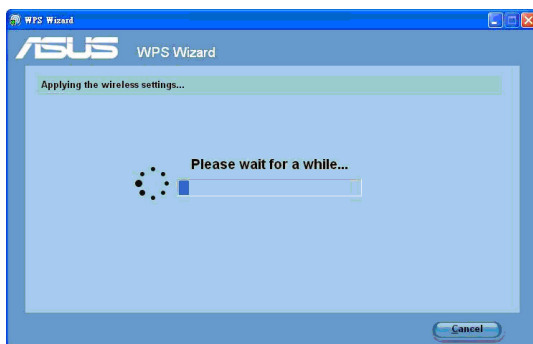 WPS Wizard
ASUS WPS Wizard
Applying the wireless settings...
Please wait for a while...
Cancel